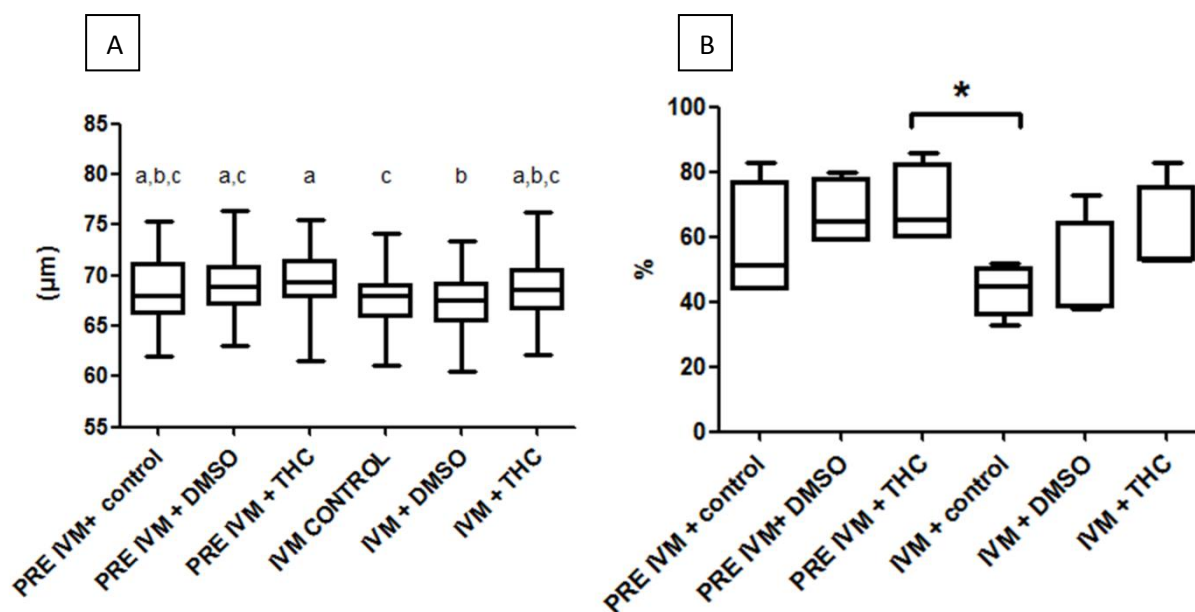 A
(µm)
85
80
75
70
65
60
55
a,b,c
a,c
a
c
b
a,b,c
PRE IVM+ control
PRE IVM + DMSO
PRE IVM + THC
IVM CONTROL
IVM + DMSO
IVM + THC
B
%
100
80
60
40
20
0
*
PRE IVM + control
PRE IVM+ DMSO
PRE IVM + THC
IVM + control
IVM + DMSO
IVM + THC